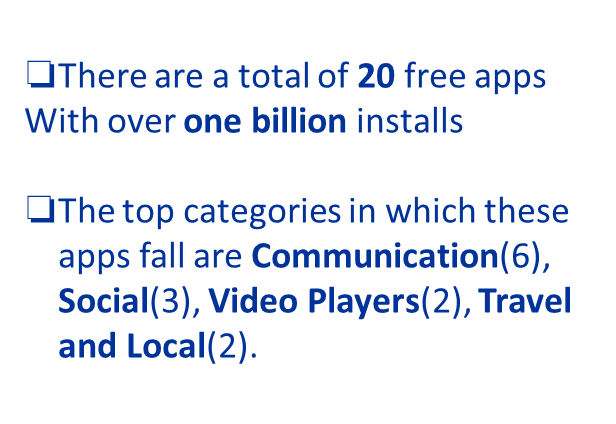 ❑There are a total of 20 free apps
With over one billion installs
❑The top categories in which these
apps fall are Communication(6),
Social(3), Video Players(2), Travel
and Local(2).